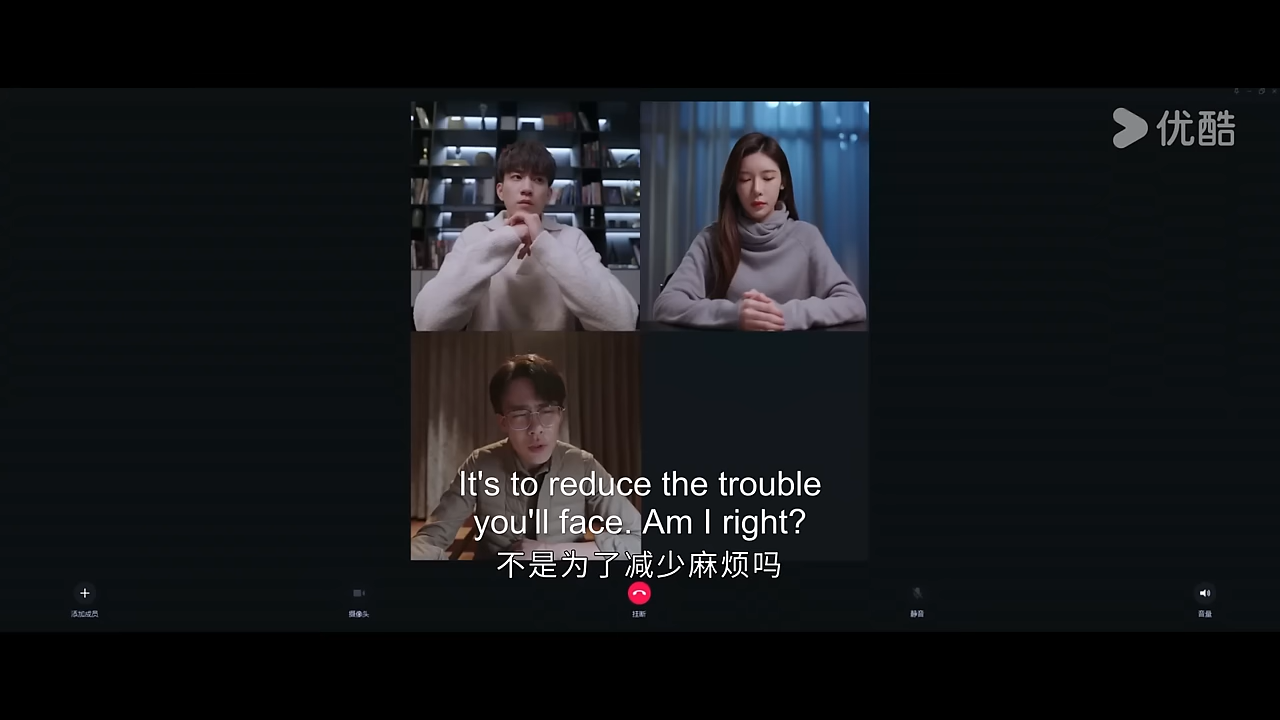 优酷
It's to reduce the trouble
you'll face. Am I right?
不是为了减少麻烦吗
添加成员
摄像头
挂断
静音
音量